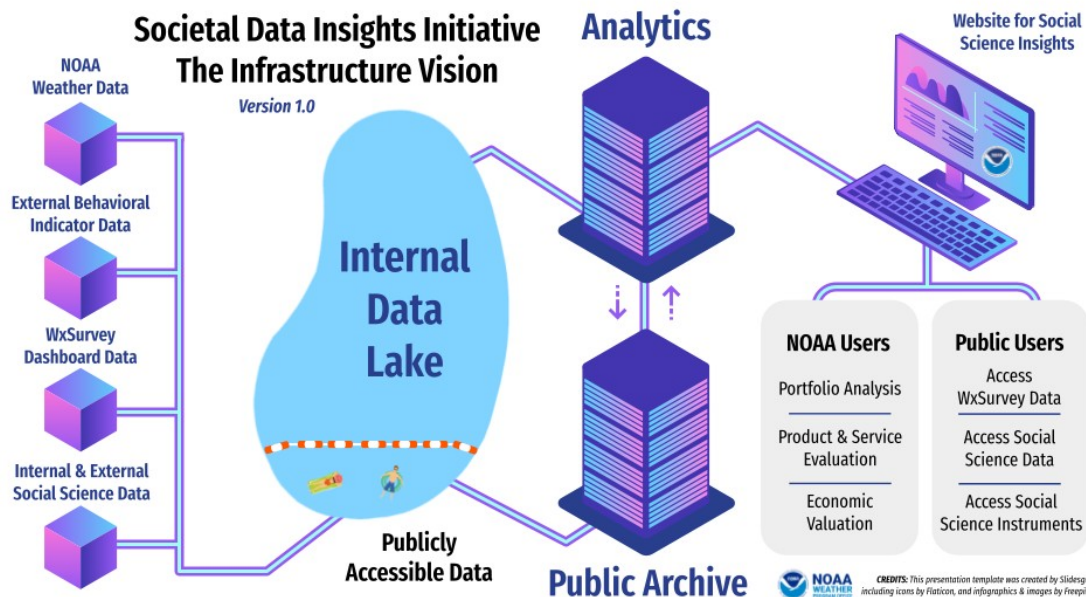 Societal Data Insights Initiative
The Infrastructure Vision
Version 1.0
NOAA
Weather Data
External Behavioral
Indicator Data
WxSurvey
Dashboard Data
Internal & External
Social Science Data
Internal
Data
Lake
Publicly
Accessible Data
Analytics
Public Archive
Website for Social
Science Insights
NOAA Users
Portfolio Analysis
Product & Service
Evaluation
Economic
Valuation
Public Users
Access
WxSurvey Data
Access Social
Science Data
Access Social
Science Instruments
NOAA
WEATHER
CREDITS: This presentation template was created by
including icons by Flaticon, and infographics & images by